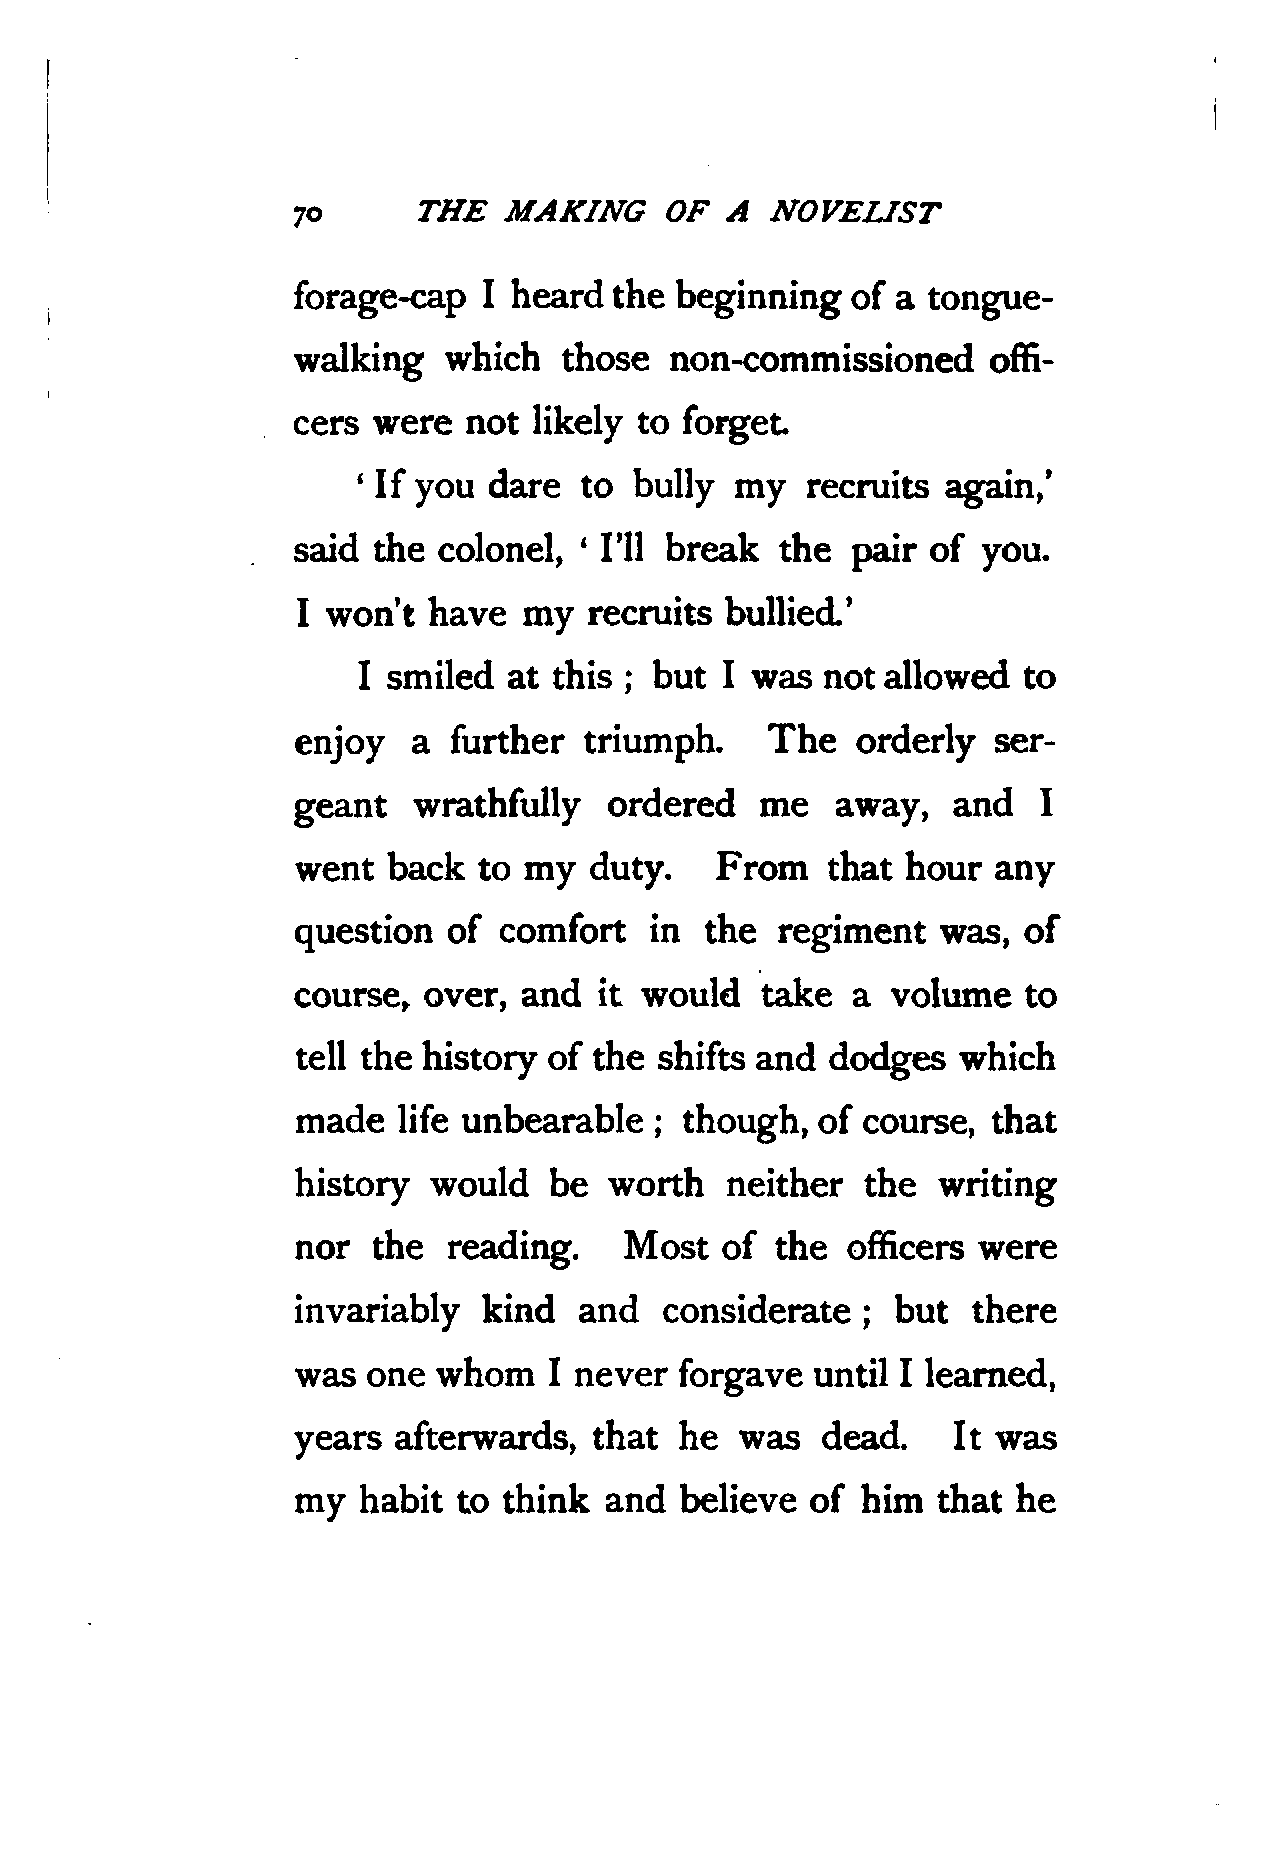 70 THE MAKING OF A NOVELIST
forage-cap I heard the beginning of a tongue-
walking which those non-commissioned offi-
cers were not likely to forget.
‘ If you dare to bully my recruits again,’
said the colonel, ‘ I’ll break the pair of you.
I won’t have my recruits bullied.’
I smiled at this ; but I was not allowed to
enjoy a further triumph. The orderly ser-
geant wrathfully ordered me away, and I
went back to my duty. From that hour any
question of comfort in the regiment was, of
course, over, and it would take a volume to
tell the history of the shifts and dodges which
made life unbearable ; though, of course, that
history would be worth neither the writing
nor the reading. Most of the officers were
invariably kind and considerate ; but there
was one whom I never forgave until I learned,
years afterwards, that he was dead. It was
my habit to think and believe of him that he